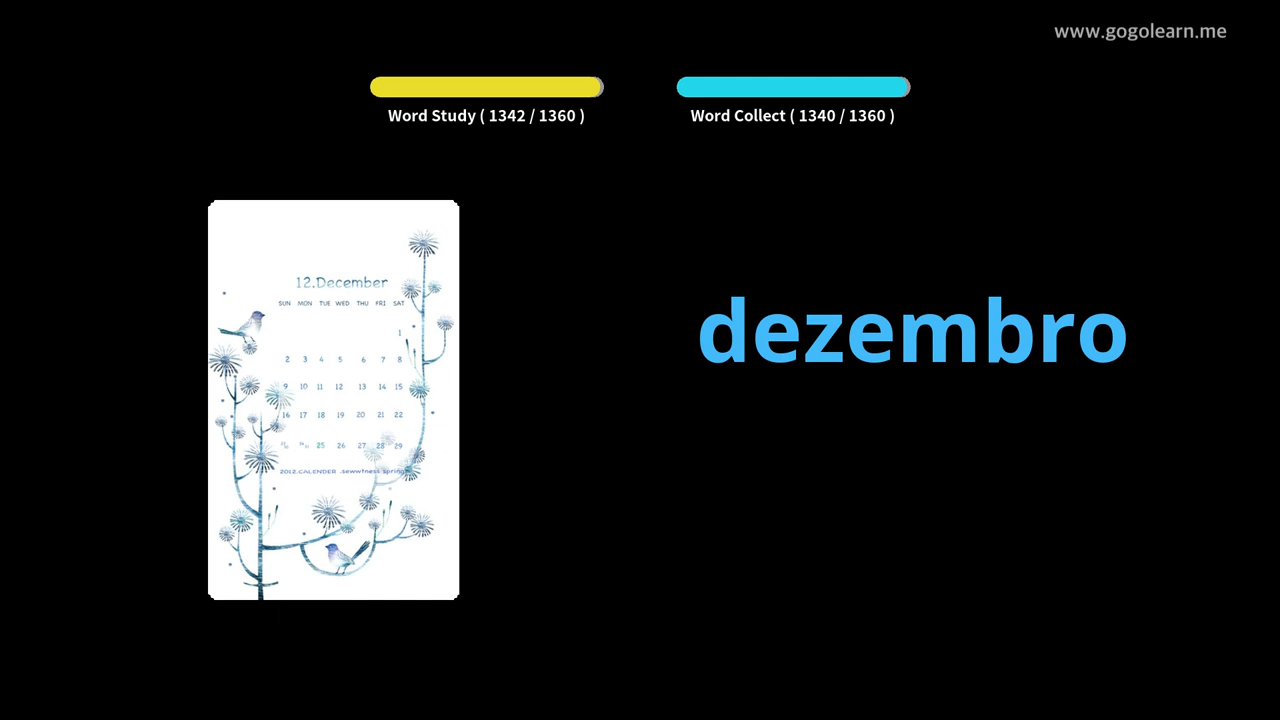 www.gogolearn.me
Word Study ( 1342 / 1360 )
Word Collect ( 1340 / 1360 )
12.December
SUN MON TUE WED THU FRI SAT
1
2 3 4 5 6 7 8
9 10 11 12 13 14 15
16 17 18 19 20 21 22
25 26 27 28 29
2012.CALENDER
dezembro